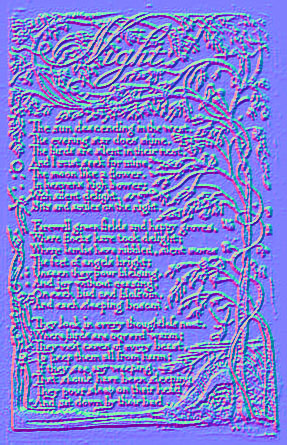 Night
The sun descending in the west.
The evening star does shine.
The birds are silent in their nest,
And I must seek for mine,
The moon like a flower,
In heavens high bower;
With silent delight,
Sits and smiles on the night.
Farewell green fields and happy groves,
Where flocks have took delight;
Where lambs have nibbled, silent moves
The feet of angels bright;
Unseen they pour blessing,
And joy without ceasing,
On each bud and blossom,
And each sleeping bosom.
They look in every thoughtless nest,
Where birds are coverd warm;
They visit caves of every beast,
To keep them all from harm;
If they see any weeping,
That should have been sleeping
They pour sleep on their head
And sit down by their bed.